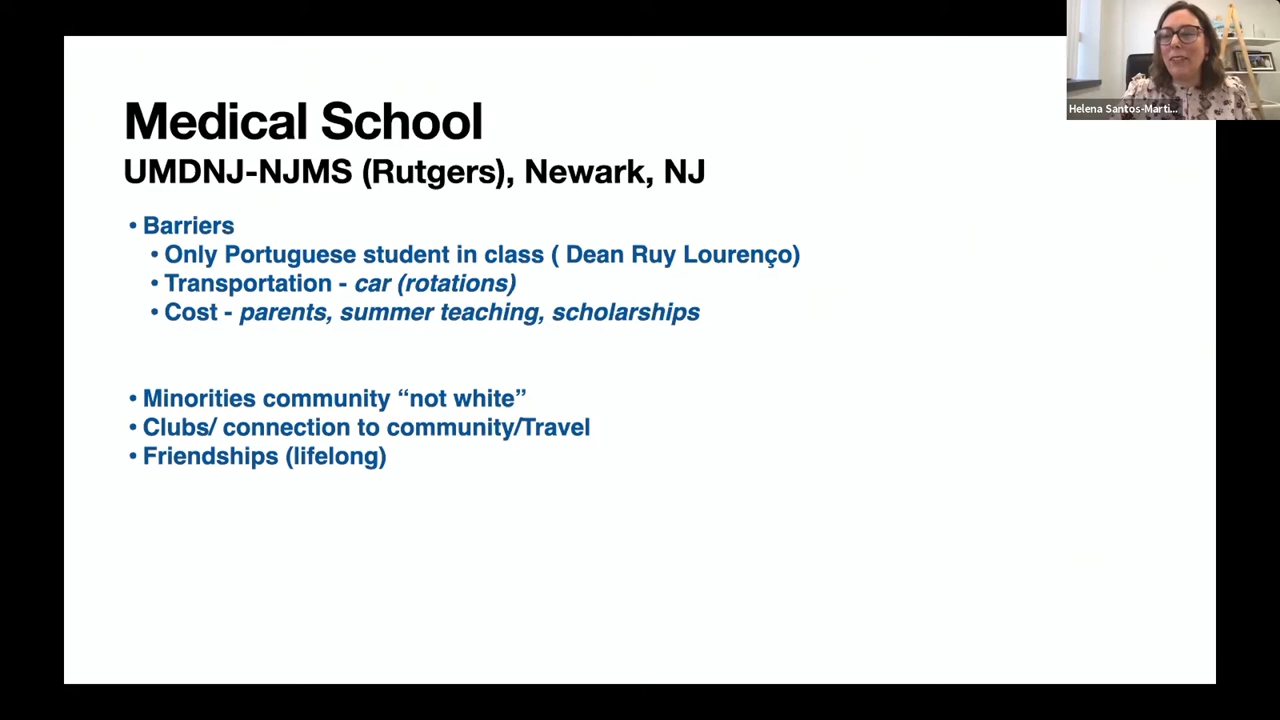 Medical School
UMDNJ-NJMS (Rutgers), Newark, NJ
• Barriers
• Only Portuguese student in class ( Dean Ruy Lourenço)
• Transportation - car (rotations)
• Cost - parents, summer teaching, scholarships
• Minorities community “not white”
• Clubs/ connection to community/Travel
• Friendships (lifelong)
Helena Santos-Marti...